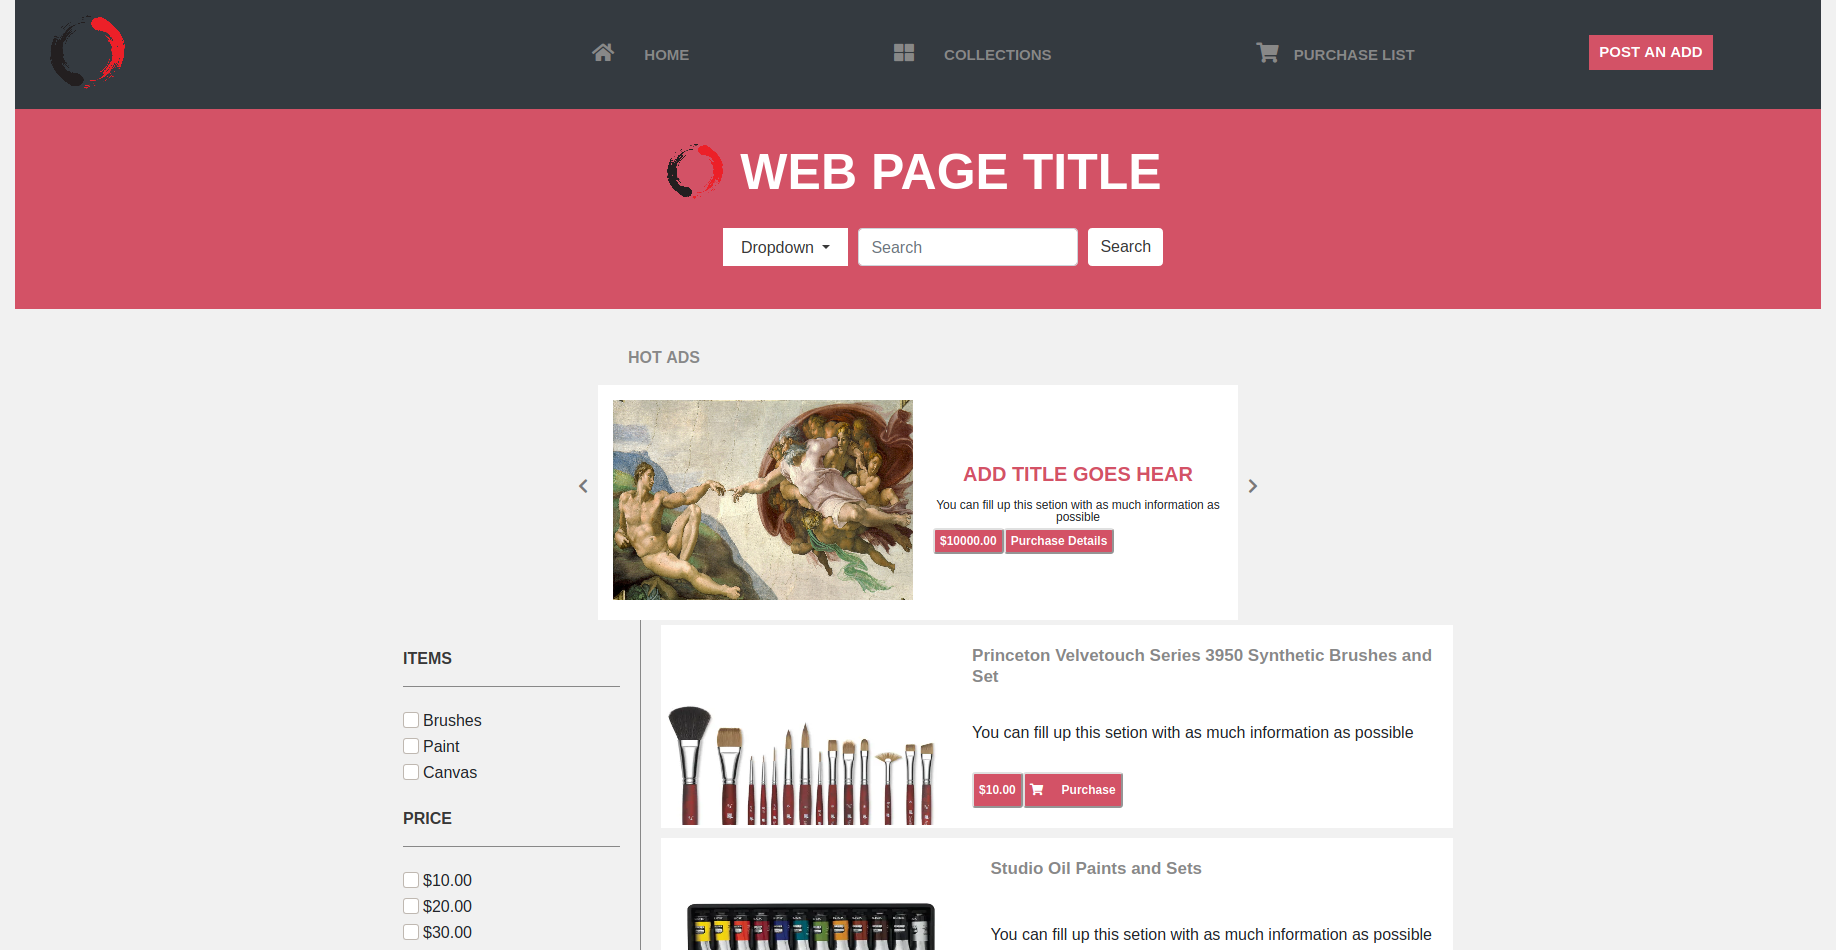 HOME
COLLECTIONS
PURCHASE LIST
POST AN ADD
WEB PAGE TITLE
Dropdown
Search
Search
HOT ADS
ADD TITLE GOES HEAR
You can fill up this setion with as much information as
possible
$10000.00
Purchase Details
ITEMS
Brushes
Paint
Canvas
PRICE
$10.00
$20.00
$30.00
Princeton Velvetouch Series 3950 Synthetic Brushes and
Set
You can fill up this setion with as much information as possible
$10.00
Purchase
Studio Oil Paints and Sets
You can fill up this setion with as much information as possible